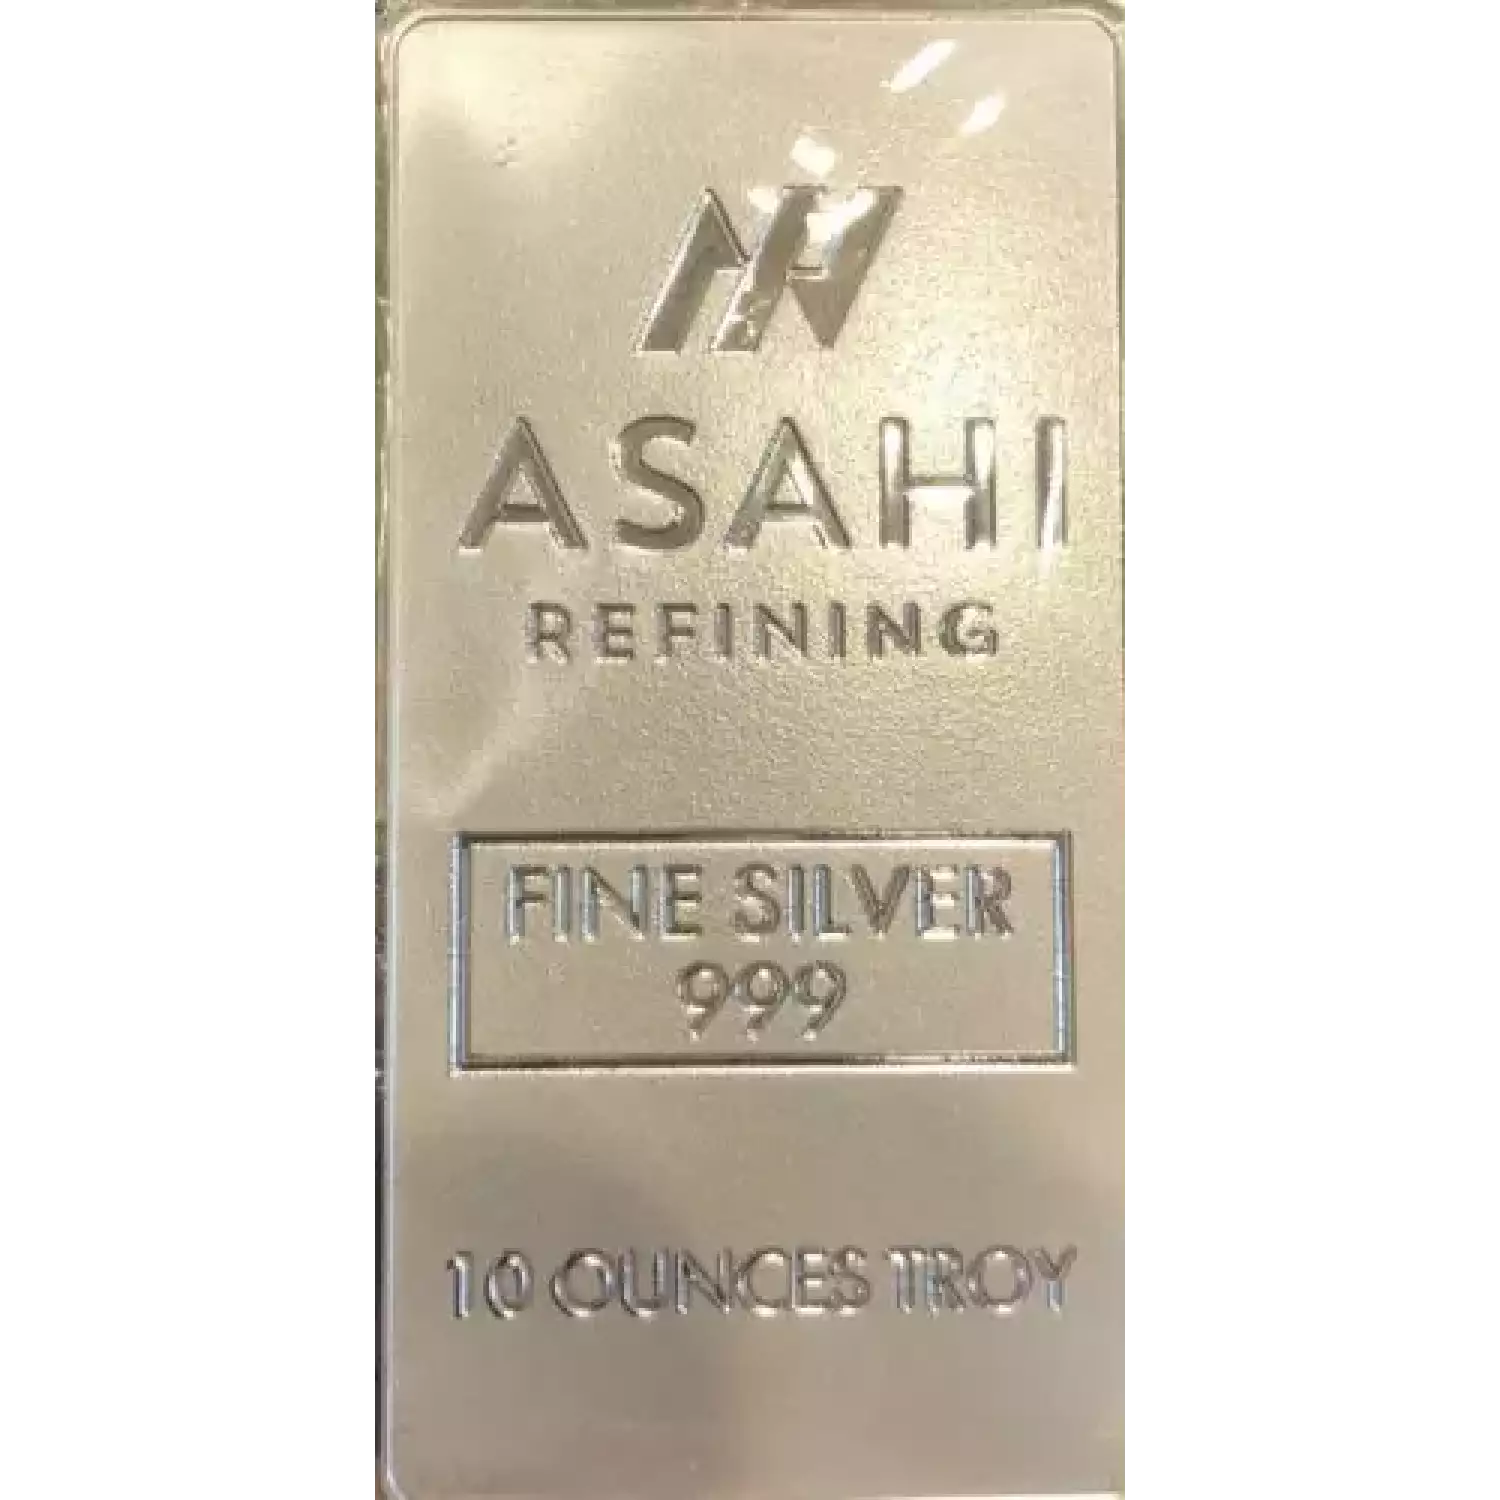 ASAHI
REFINING
FINE SILVER
999
10 OUNCES TROY